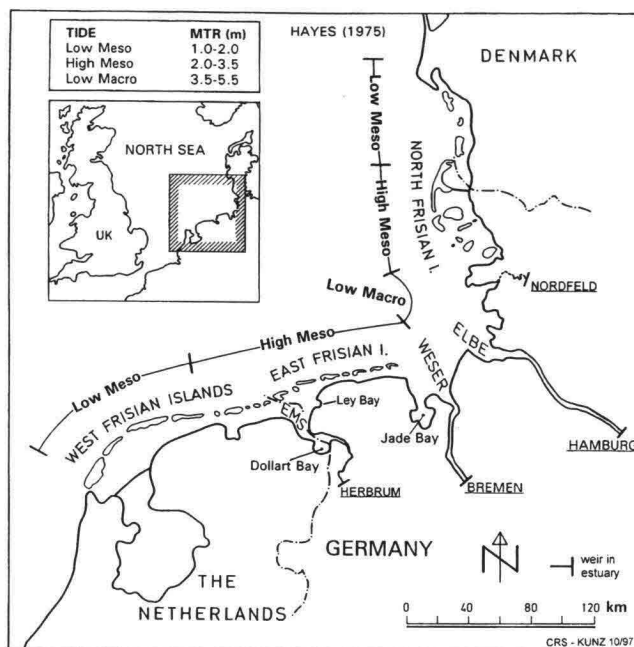 TIDE MTR (m)
Low Meso 1.0-2.0
High Meso 2.0-3.5
Low Macro 3.5-5.5
HAYES (1975)
DENMARK
NORTH SEA
UK
Low Meso
High Meso
NORTH FRISIAN I.
Low Macro
NORDFELD
High Meso
Low Meso
EAST FRISIAN I.
WEST FRISIAN ISLANDS
WESER
ELBE
EMS
Ley Bay
Jade Bay
Dollart Bay
HAMBURG
HERBRUM
BREMEN
GERMANY
N
weir in
estuary
THE
NETHERLANDS
0 40 80 120 km
CRS - KUNZ 10/97